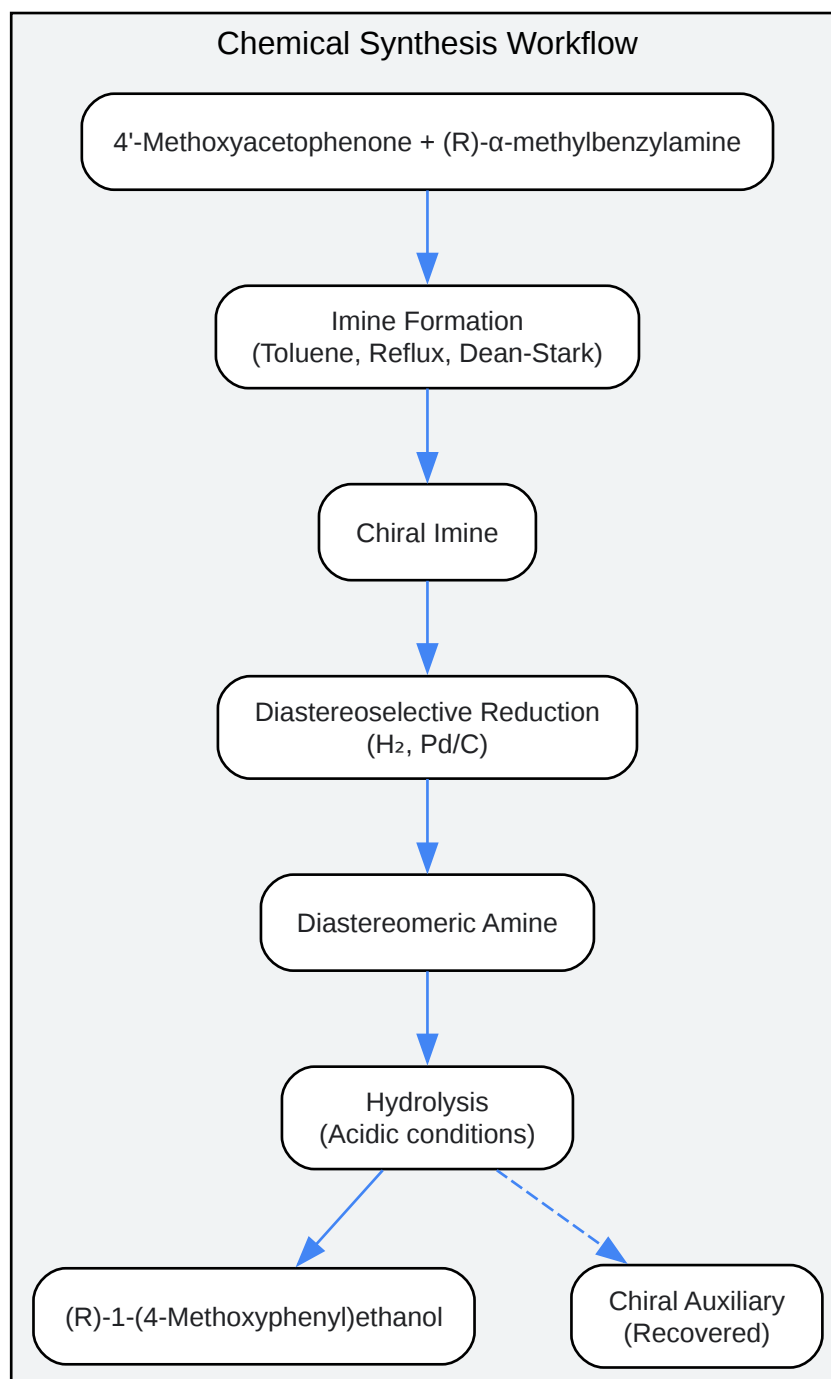 Chemical Synthesis Workflow
4'-Methoxyacetophenone + (R)-α-methylbenzylamine
Imine Formation
(Toluene, Reflux, Dean-Stark)
Chiral Imine
Diastereoselective Reduction
(H₂, Pd/C)
Diastereomeric Amine
Hydrolysis
(Acidic conditions)
(R)-1-(4-Methoxyphenyl)ethanol
Chiral Auxiliary
(Recovered)